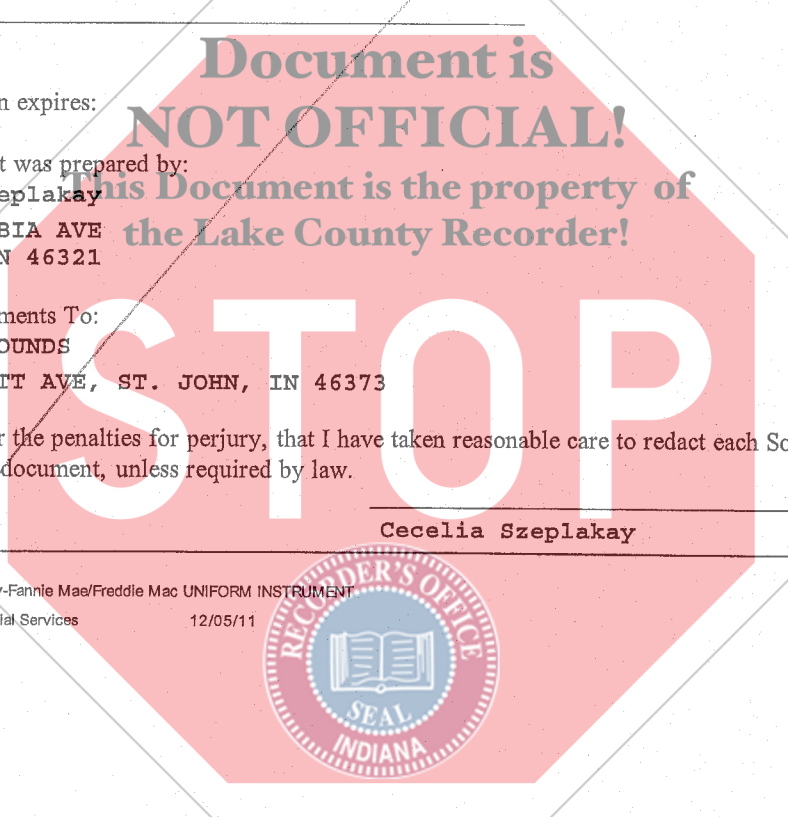 Document is
NOT OFFICIAL!
This Document is the property of
the Lake County Recorder!
n expires:
t was prepared by:
eplakay
BIA AVE
N 46321
ments To:
OUNDS
TT AVE, ST. JOHN, IN 46373
STOP
r the penalties for perjury, that I have taken reasonable care to redact each So
document, unless required by law.
Cecelia Szeplakay
y-Fannie Mae/Freddie Mac UNIFORM INSTRUMENT
ial Services 12/05/11
RECORDER'S OFFICE
SEAL
INDIANA